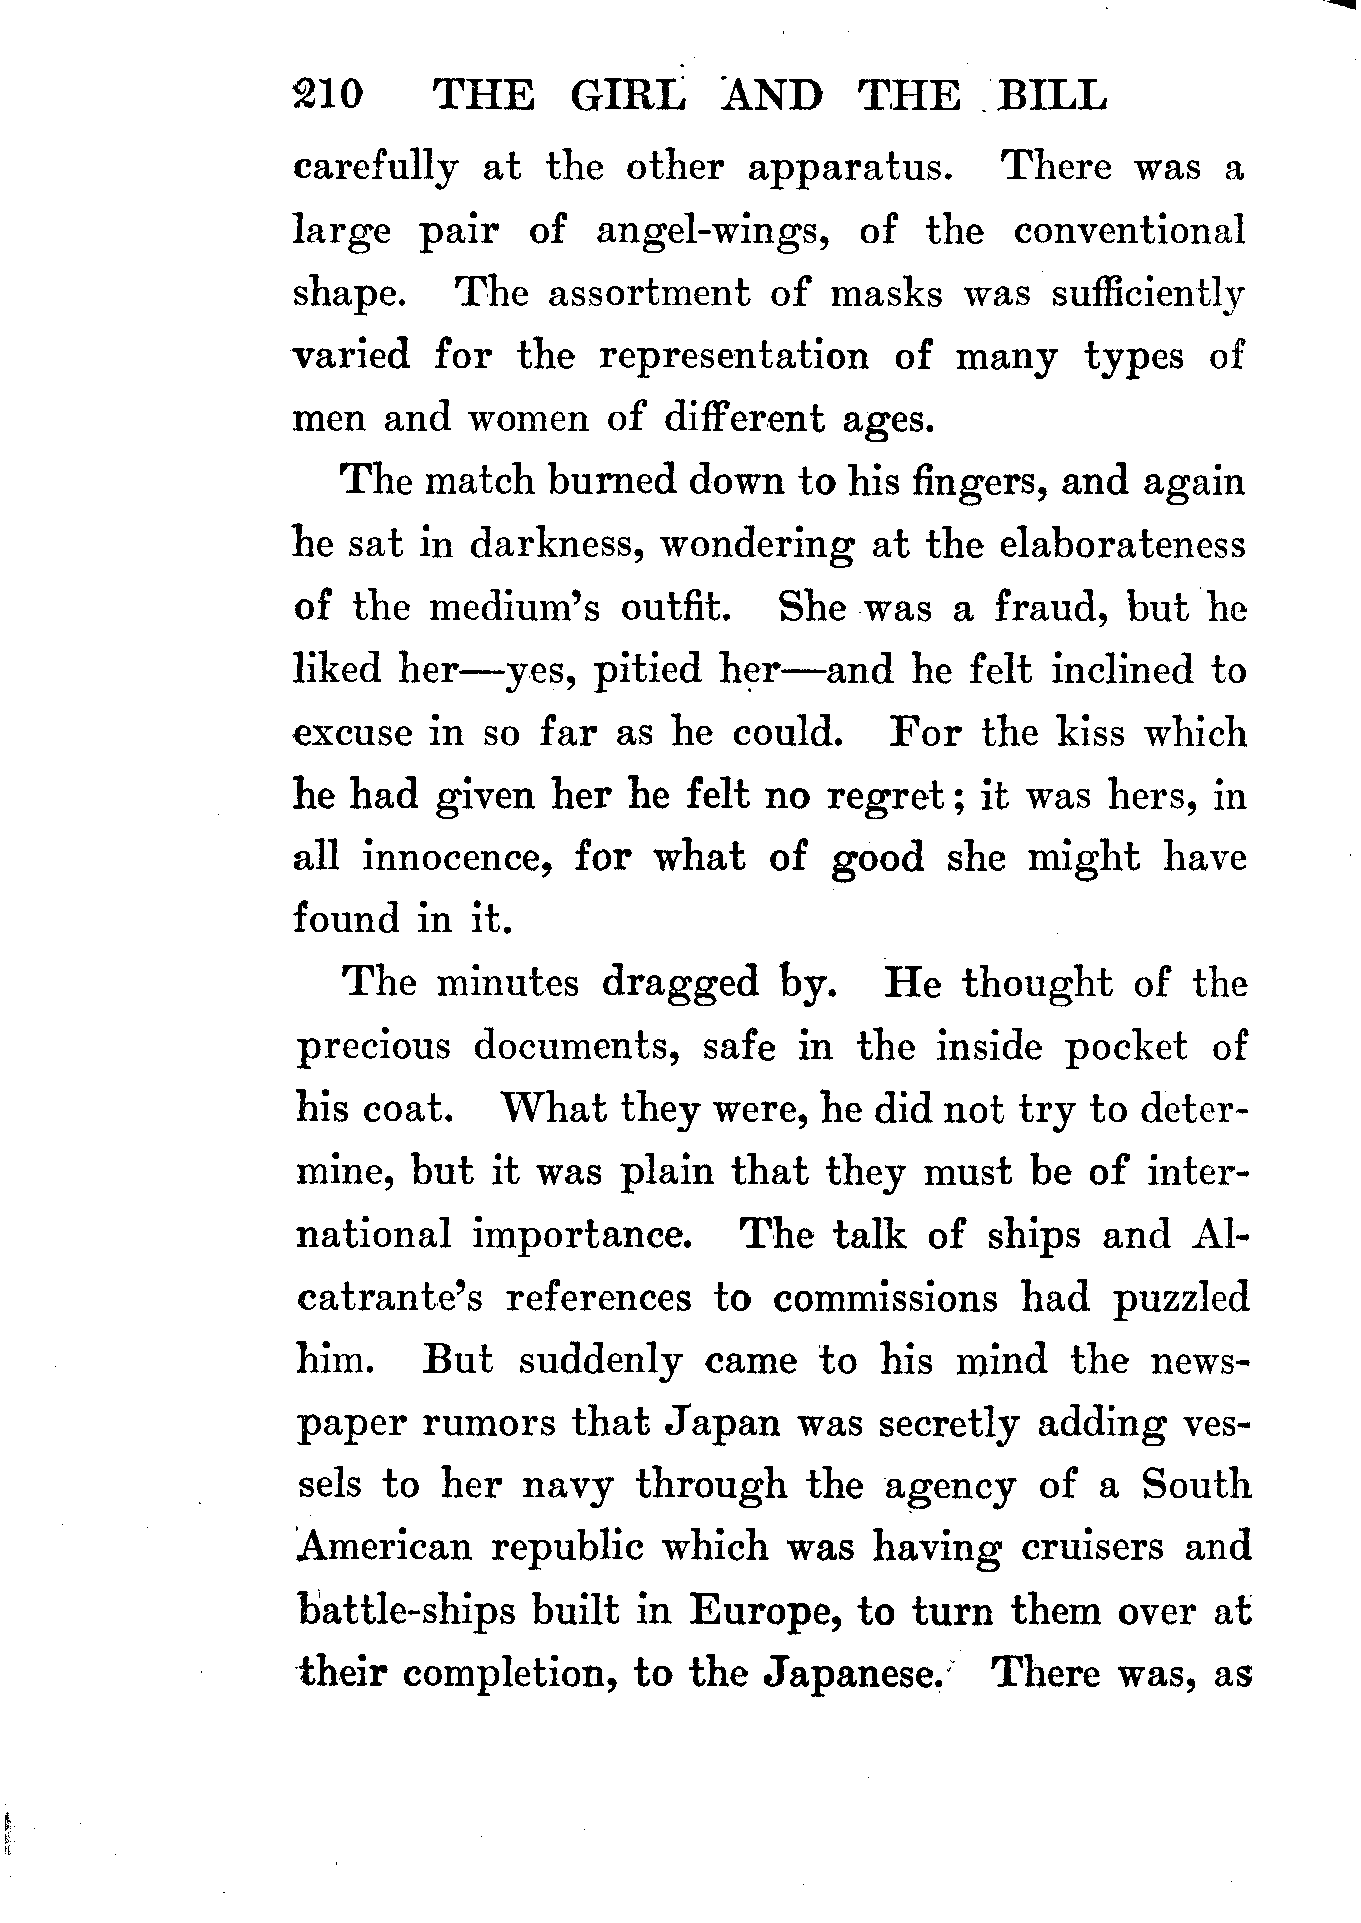 210 THE GIRL AND THE BILL
carefully at the other apparatus. There was a
large pair of angel-wings, of the conventional
shape. The assortment of masks was sufficiently
varied for the representation of many types of
men and women of different ages.
The match burned down to his fingers, and again
he sat in darkness, wondering at the elaborateness
of the medium's outfit. She was a fraud, but he
liked her—yes, pitied her—and he felt inclined to
excuse in so far as he could. For the kiss which
he had given her he felt no regret; it was hers, in
all innocence, for what of good she might have
found in it.
The minutes dragged by. He thought of the
precious documents, safe in the inside pocket of
his coat. What they were, he did not try to deter-
mine, but it was plain that they must be of inter-
national importance. The talk of ships and Al-
catrante's references to commissions had puzzled
him. But suddenly came to his mind the news-
paper rumors that Japan was secretly adding ves-
sels to her navy through the agency of a South
American republic which was having cruisers and
battle-ships built in Europe, to turn them over at
their completion, to the Japanese. There was, as